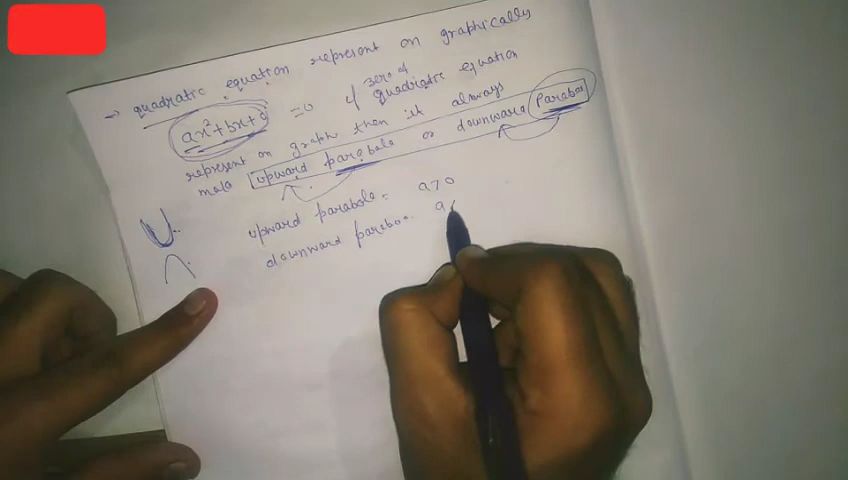 → quadratic equation represent on graphically
ax²+bx+c =0 if zero of quadratic equation
represent on graph then it always
make upward parabola or downward parabola
upward parabola. a>0
downward parabola. a<